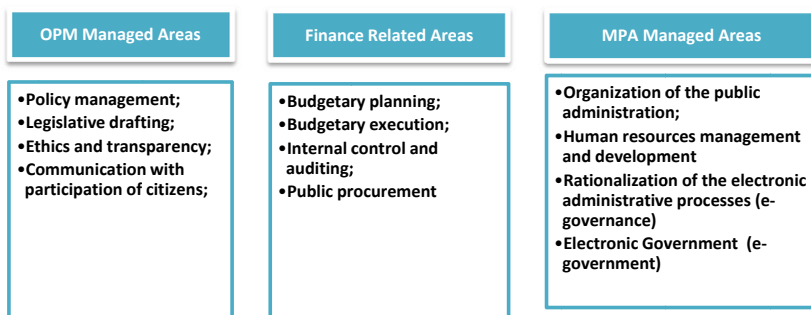 OPM Managed Areas
•Policy management;
•Legislative drafting;
•Ethics and transparency;
•Communication with
participation of citizens;
Finance Related Areas
•Budgetary planning;
•Budgetary execution;
•Internal control and
auditing;
•Public procurement
MPA Managed Areas
•Organization of the public
administration;
•Human resources management
and development
•Rationalization of the electronic
administrative processes (e-
governance)
•Electronic Government (e-
government)